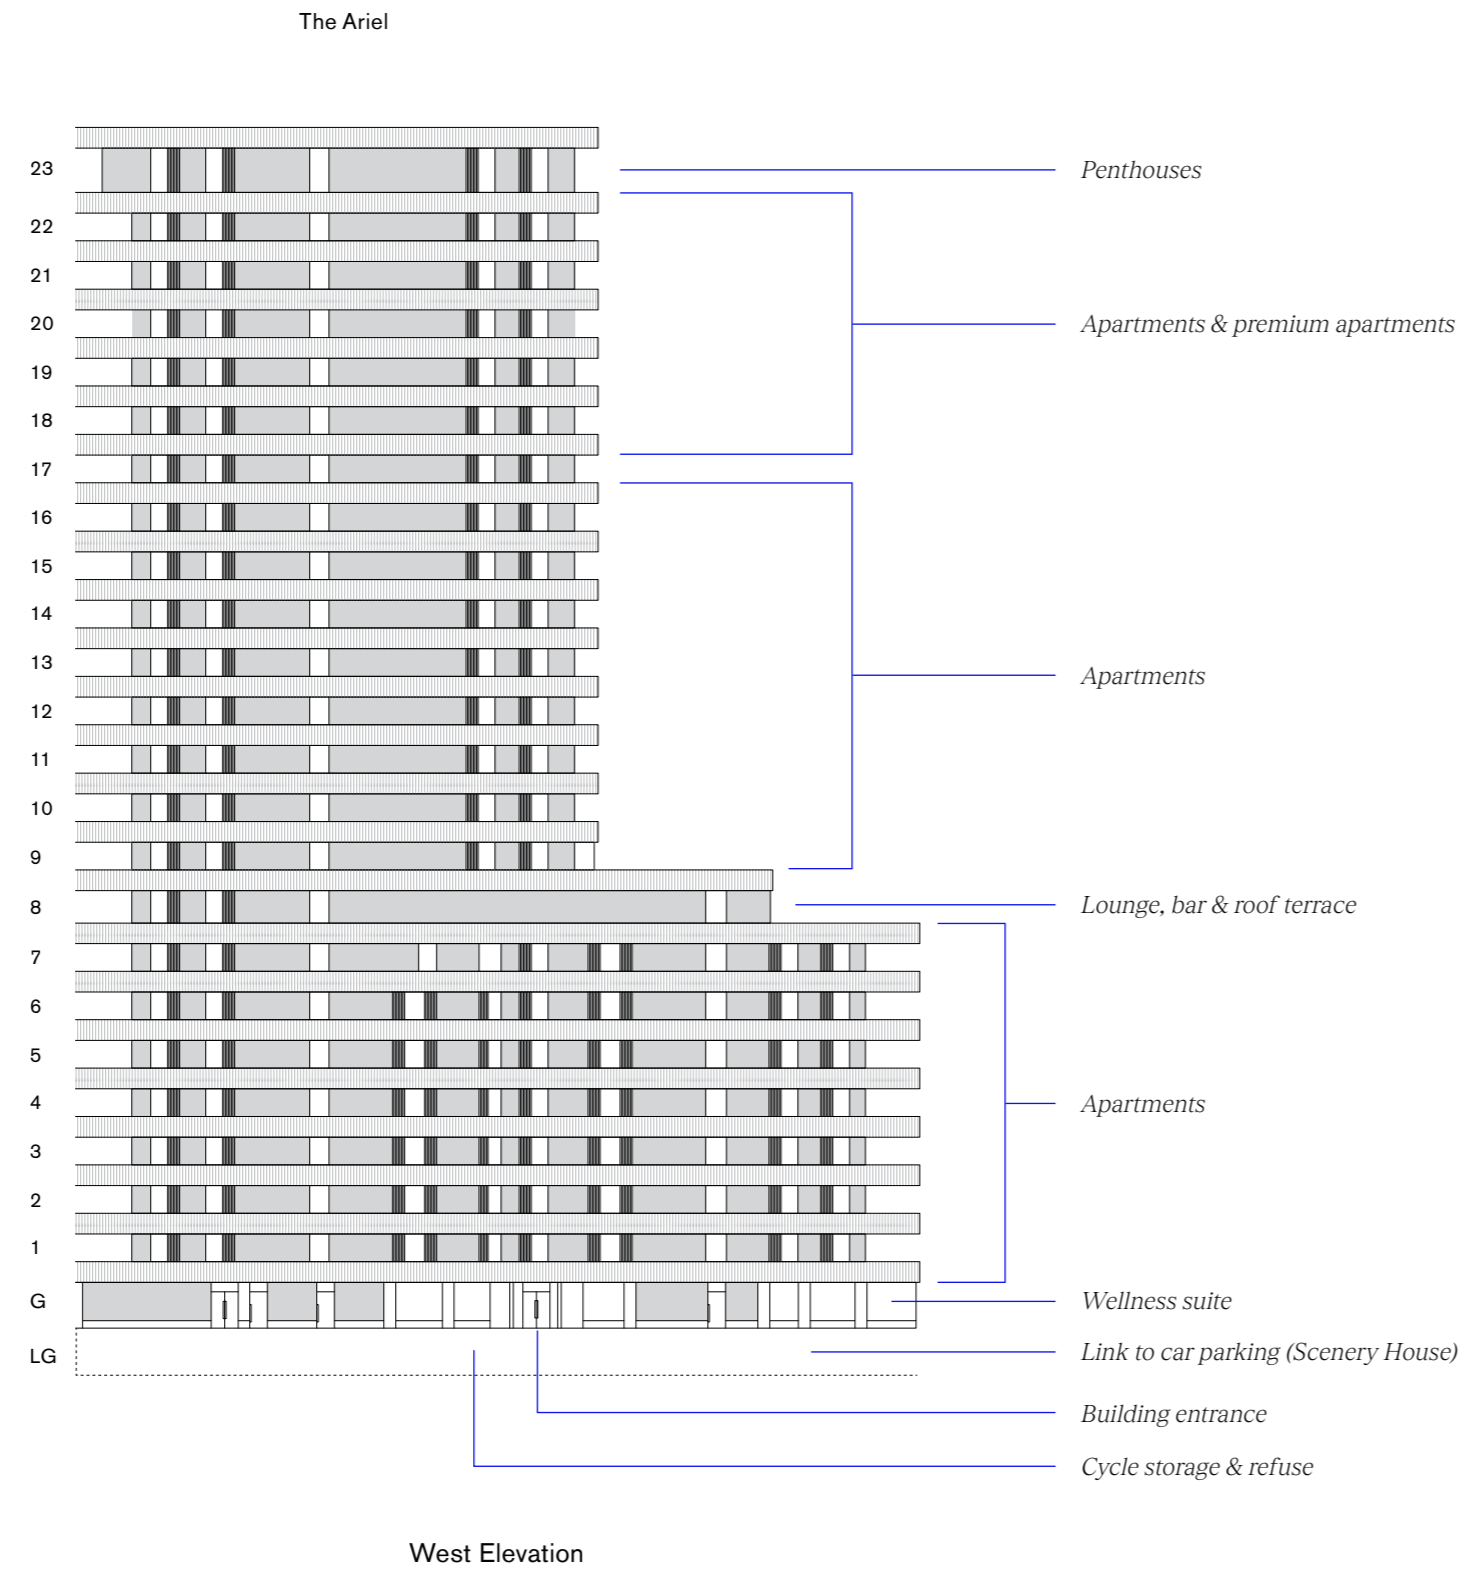 The Ariel
23
Penthouses
22
21
20
Apartments & premium apartments
19
18
17
16
15
14
13
Apartments
12
11
10
9
8
Lounge, bar & roof terrace
7
6
5
4
Apartments
3
2
1
G
Wellness suite
LG
Link to car parking (Scenery House)
Building entrance
Cycle storage & refuse
West Elevation